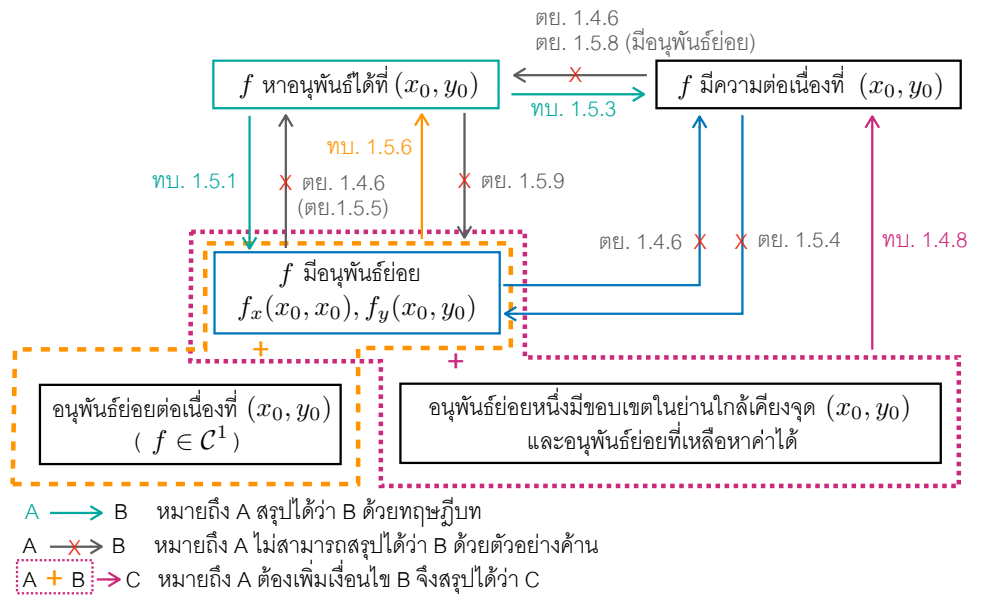 ตย. 1.4.6
ตย. 1.5.8 (มีอนุพันธ์ย่อย)
f หาอนุพันธ์ได้ที่ (x₀, y₀)
X
f มีความต่อเนื่องที่ (x₀, y₀)
ทบ. 1.5.3
ทบ. 1.5.1
X ตย. 1.4.6
(ตย.1.5.5)
ทบ. 1.5.6
X ตย. 1.5.9
ตย. 1.4.6 X
X ตย. 1.5.4
ทบ. 1.4.8
f มีอนุพันธ์ย่อย
fₓ(x₀, x₀), fᵧ(x₀, y₀)
+
+
อนุพันธ์ย่อยต่อเนื่องที่ (x₀, y₀)
( f ∈ 𝒞¹ )
อนุพันธ์ย่อยหนึ่งมีขอบเขตในย่านใกล้เคียงจุด (x₀, y₀)
และอนุพันธ์ย่อยที่เหลือหาค่าได้
A → B หมายถึง A สรุปได้ว่า B ด้วยทฤษฎีบท
A X→ B หมายถึง A ไม่สามารถสรุปได้ว่า B ด้วยตัวอย่างค้าน
A + B → C หมายถึง A ต้องเพิ่มเงื่อนไข B จึงสรุปได้ว่า C